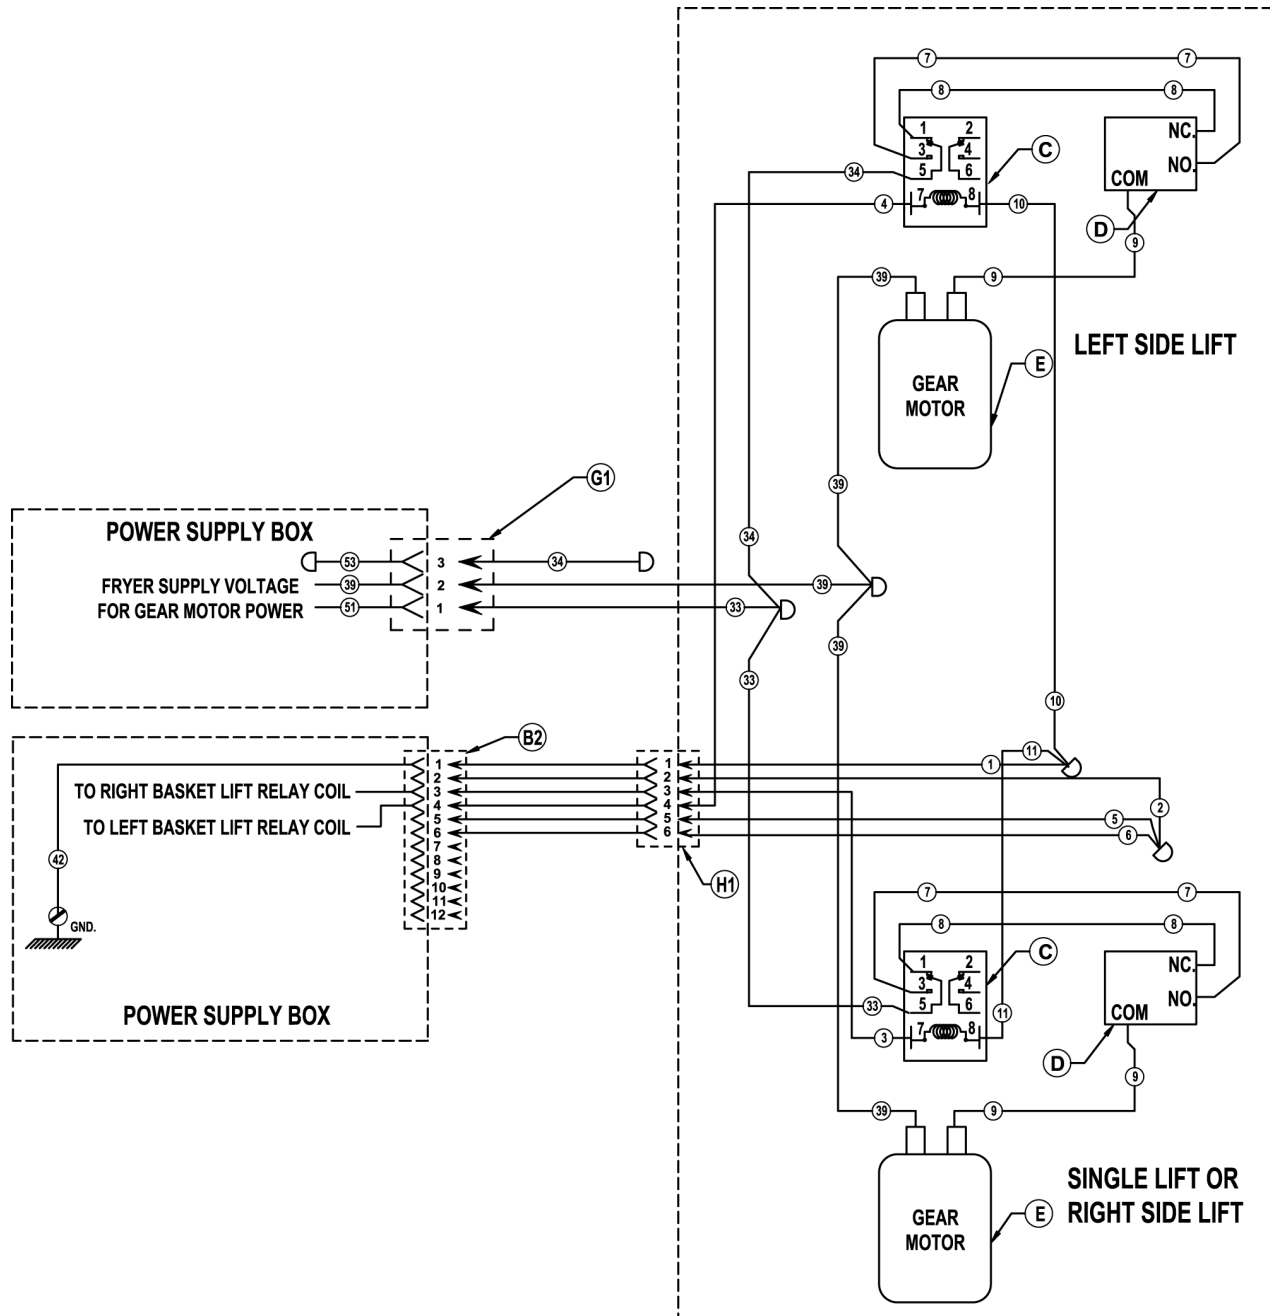 7 7
8 8
1 2
3 4
5 6
7 8
C
NC.
NO.
COM
D
34
4
10
9
39
9
GEAR
MOTOR
E
LEFT SIDE LIFT
39
34
G1
POWER SUPPLY BOX
53 3 34
FRYER SUPPLY VOLTAGE 39 2 39
FOR GEAR MOTOR POWER 51 1 33
39
33
10
B2
11
1 1 1
2 2
TO RIGHT BASKET LIFT RELAY COIL 3 3
4 4
TO LEFT BASKET LIFT RELAY COIL 5 5 5
6 6 6
2
7
8
9
10
11
12
42
GND.
H1
POWER SUPPLY BOX
7 7
8 8
1 2
3 4
5 6
7 8
C
NC.
NO.
COM
D
33
11
3
9
39
9
GEAR
MOTOR
E
SINGLE LIFT OR
RIGHT SIDE LIFT